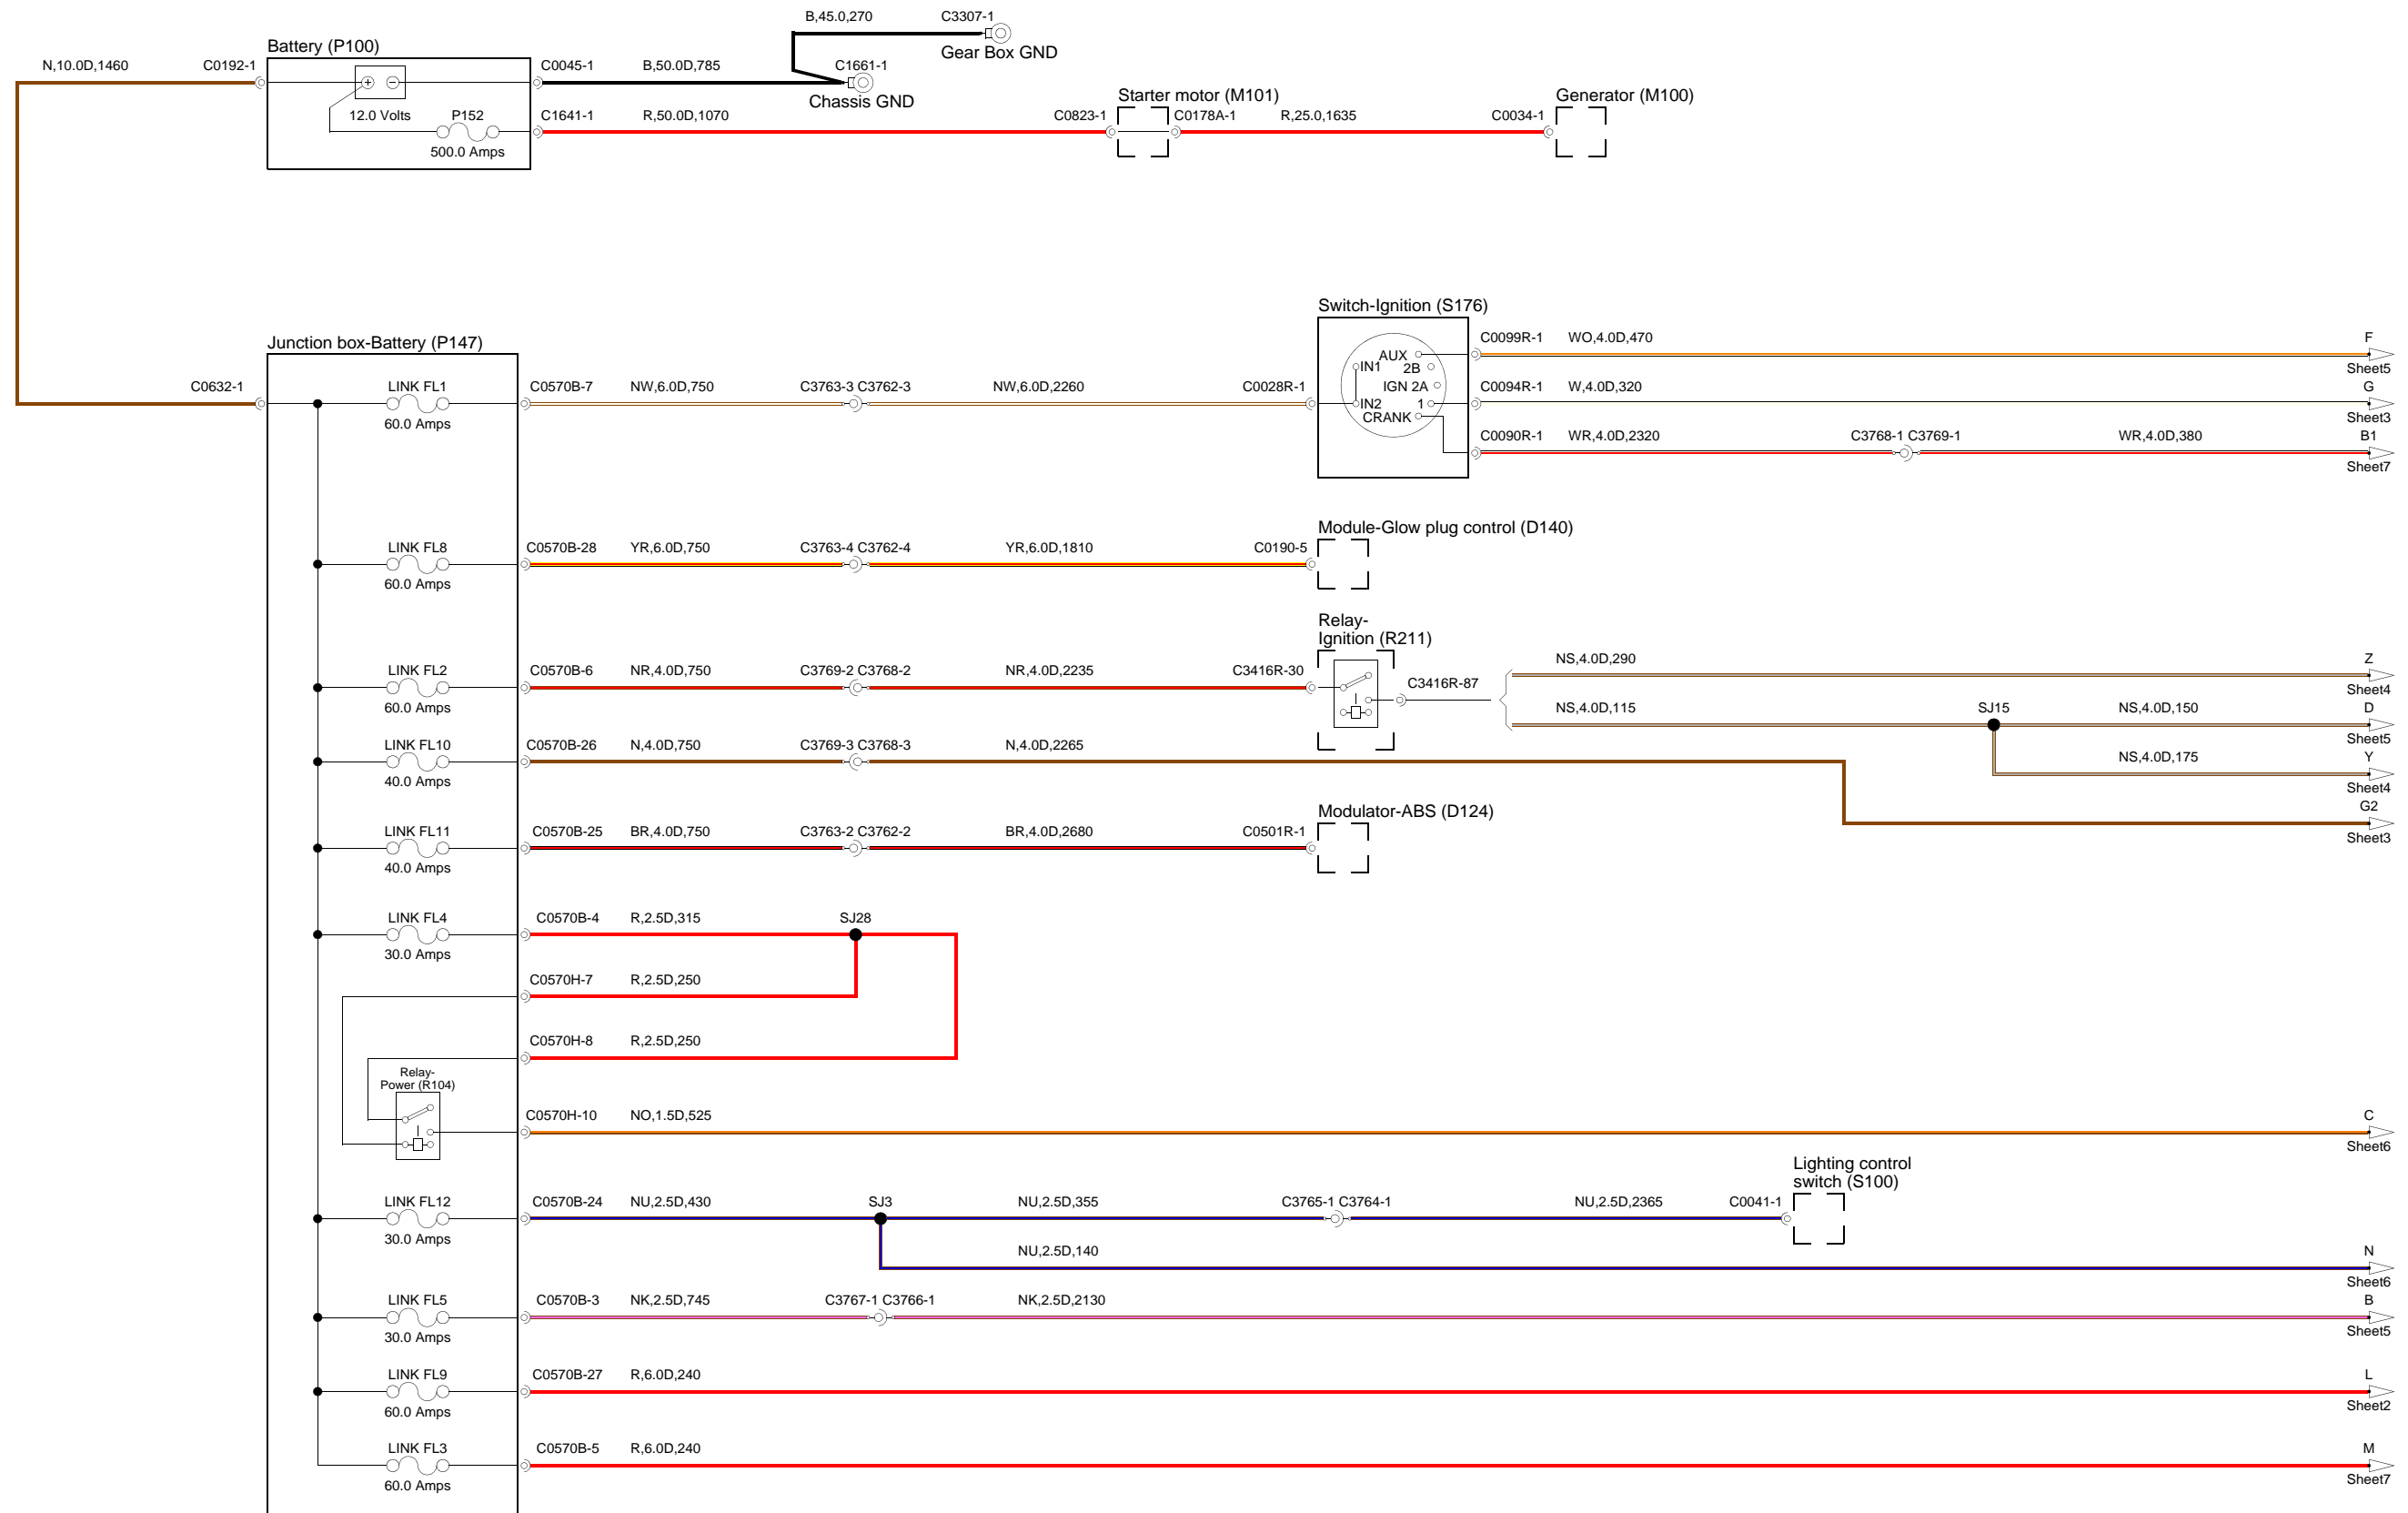 B,45.0,270 C3307-1
Gear Box GND
Battery (P100)
N,10.0D,1460 C0192-1 C0045-1 B,50.0D,785 C1661-1
Chassis GND
12.0 Volts P152 C1641-1 R,50.0D,1070 C0823-1 Starter motor (M101) C0178A-1 R,25.0,1635 C0034-1 Generator (M100)
500.0 Amps
Switch-Ignition (S176)
Junction box-Battery (P147)
C0099R-1 WO,4.0D,470 F
Sheet5
AUX
IN1 2B
IGN 2A
IN2 1
CRANK
C0632-1 LINK FL1 C0570B-7 NW,6.0D,750 C3763-3 C3762-3 NW,6.0D,2260 C0028R-1 C0094R-1 W,4.0D,320 G
60.0 Amps Sheet3
C0090R-1 WR,4.0D,2320 C3768-1 C3769-1 WR,4.0D,380 B1
Sheet7
Module-Glow plug control (D140)
LINK FL8 C0570B-28 YR,6.0D,750 C3763-4 C3762-4 YR,6.0D,1810 C0190-5
60.0 Amps
Relay-
Ignition (R211)
NS,4.0D,290 Z
Sheet4
LINK FL2 C0570B-6 NR,4.0D,750 C3769-2 C3768-2 NR,4.0D,2235 C3416R-30 C3416R-87
60.0 Amps
NS,4.0D,115 SJ15 NS,4.0D,150 D
Sheet5
LINK FL10 C0570B-26 N,4.0D,750 C3769-3 C3768-3 N,4.0D,2265
40.0 Amps
NS,4.0D,175 Y
Sheet4
G2
Sheet3
Modulator-ABS (D124)
LINK FL11 C0570B-25 BR,4.0D,750 C3763-2 C3762-2 BR,4.0D,2680 C0501R-1
40.0 Amps
LINK FL4 C0570B-4 R,2.5D,315 SJ28
30.0 Amps
C0570H-7 R,2.5D,250
C0570H-8 R,2.5D,250
Relay-
Power (R104)
C0570H-10 NO,1.5D,525 C
Sheet6
Lighting control
switch (S100)
LINK FL12 C0570B-24 NU,2.5D,430 SJ3 NU,2.5D,355 C3765-1 C3764-1 NU,2.5D,2365 C0041-1
30.0 Amps
NU,2.5D,140 N
Sheet6
LINK FL5 C0570B-3 NK,2.5D,745 C3767-1 C3766-1 NK,2.5D,2130 B
30.0 Amps Sheet5
LINK FL9 C0570B-27 R,6.0D,240 L
60.0 Amps Sheet2
LINK FL3 C0570B-5 R,6.0D,240 M
60.0 Amps Sheet7